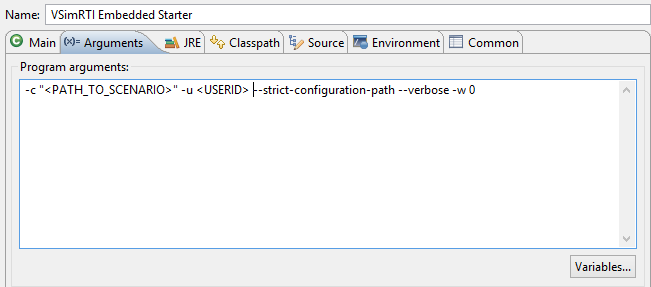 Name: VSimRTI Embedded Starter
Main (x)= Arguments JRE Classpath Source Environment Common
Program arguments:
-c "<PATH_TO_SCENARIO>" -u <USERID> --strict-configuration-path --verbose -w 0
Variables...